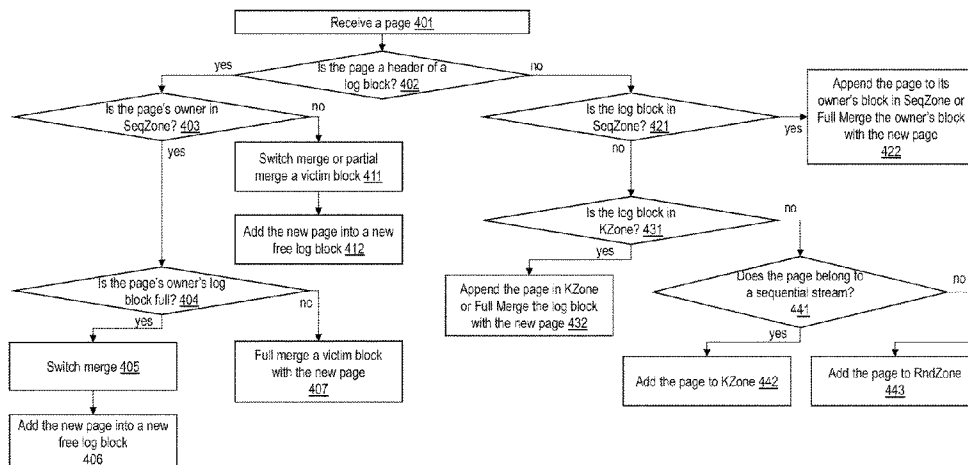 Receive a page 401
yes
Is the page a header of a
log block? 402
no
Is the page's owner in
SeqZone? 403
no
yes
Switch merge or partial
merge a victim block 411
Add the new page into a new
free log block 412
Is the page's owner's log
block full? 404
yes
no
Switch merge 405
Add the new page into a new
free log block
406
Full merge a victim block
with the new page
407
Is the log block in
SeqZone? 421
yes
no
Append the page to its
owner's block in SeqZone or
Full Merge the owner's block
with the new page
422
Is the log block in
KZone? 431
no
yes
Append the page in KZone
or Full Merge the log block
with the new page 432
Does the page belong to
a sequential stream?
441
no
yes
Add the page to KZone 442
Add the page to RndZone
443